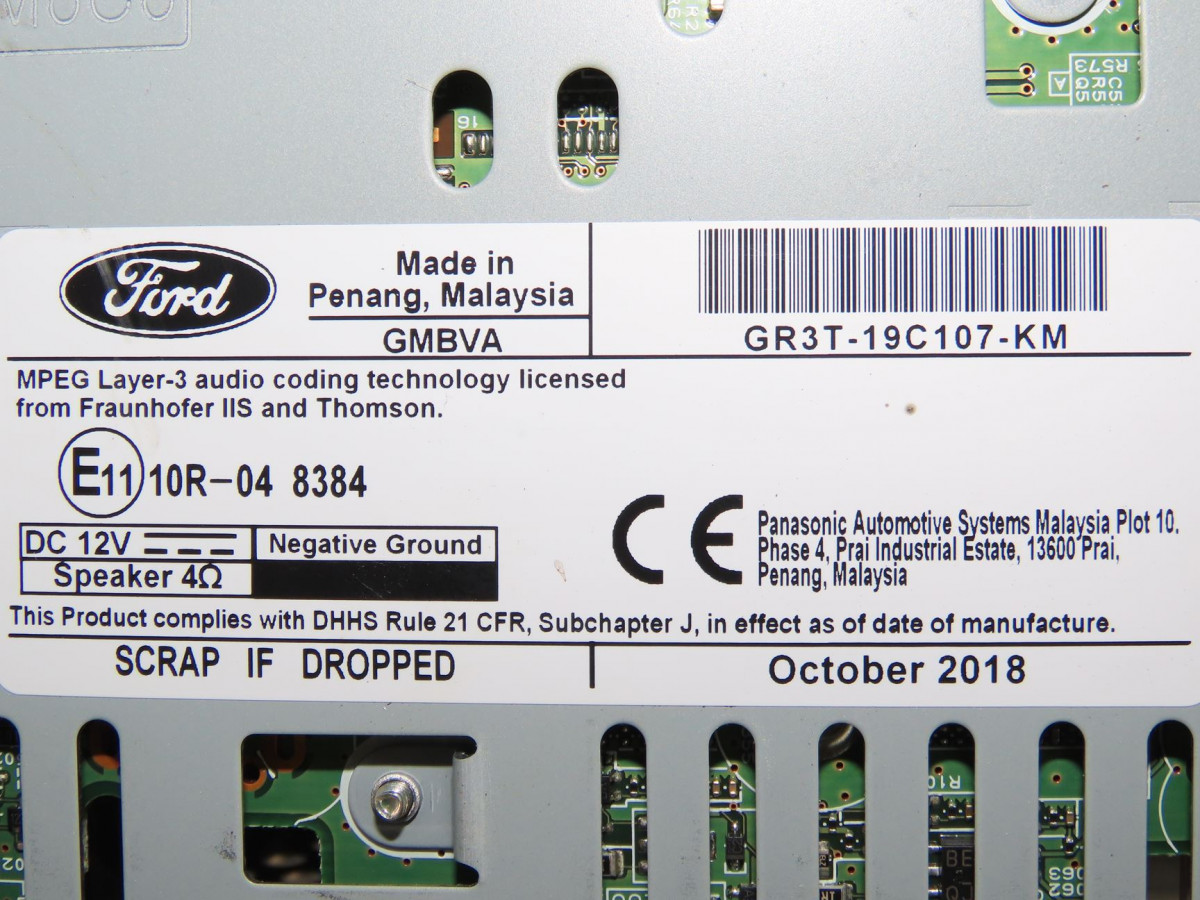 16
R573
A
Ford
Made in
Penang, Malaysia
GMBVA
GR3T-19C107-KM
MPEG Layer-3 audio coding technology licensed
from Fraunhofer IIS and Thomson.
E11 10R-04 8384
DC 12V
Negative Ground
Speaker 4Ω
CE
Panasonic Automotive Systems Malaysia Plot 10.
Phase 4, Prai Industrial Estate, 13600 Prai,
Penang, Malaysia
This Product complies with DHHS Rule 21 CFR, Subchapter J, in effect as of date of manufacture.
SCRAP IF DROPPED
October 2018
BE